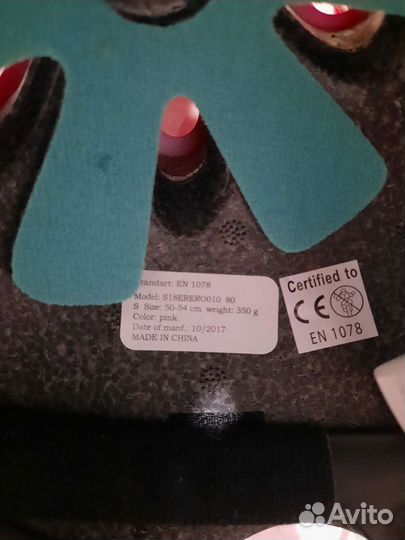 Standart: EN 1078
Model: S18ERERO010 80
S Size: 50-54 cm weight: 350 g
Color: pink
Date of manf.: 10/2017
MADE IN CHINA
Certified to
CE
EN 1078
Avito